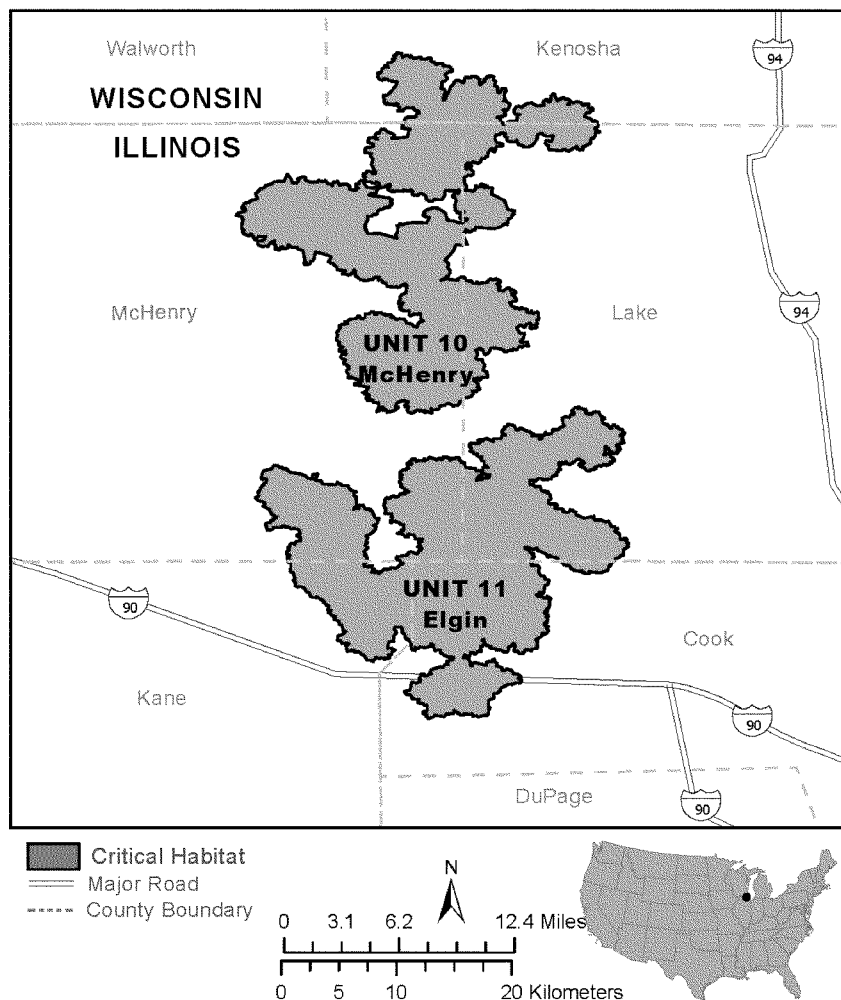 Walworth
Kenosha
94
WISCONSIN
ILLINOIS
McHenry
Lake
94
UNIT 10
McHenry
UNIT 11
Elgin
90
Cook
Kane
90
DuPage
90
Critical Habitat
Major Road
County Boundary
N
0 3.1 6.2 12.4 Miles
0 5 10 20 Kilometers